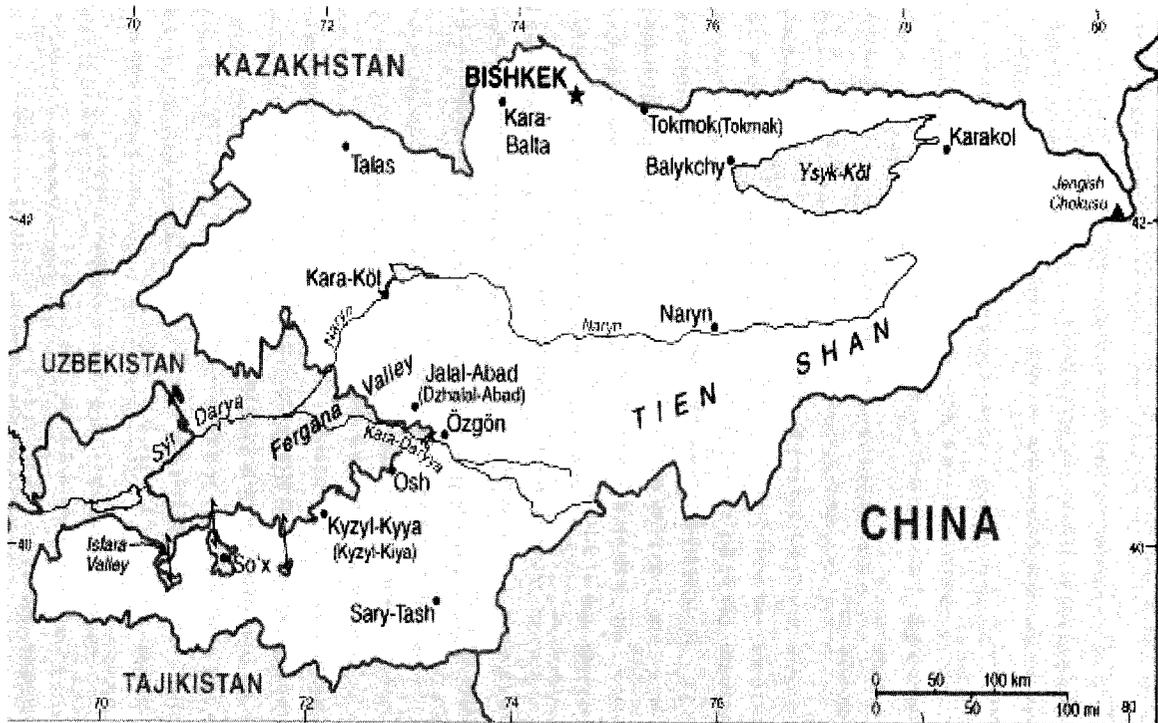 70 72 74 76 78 80
KAZAKHSTAN
BISHKEK
Kara-
Balta
Tokmok(Tokmak)
Talas
Balykchy
Ysyk-Köl
Karakol
Jengish
Chokusu
42
42
Kara-Köl
Naryn
Naryn
Naryn
UZBEKISTAN
TIEN SHAN
Valley
Jalal-Abad
(Dzhalal-Abad)
Syr Darya
Fergana
Özgön
Kara-Darya
Osh
CHINA
40
Isfara
Valley
So'x
Kyzyl-Kyya
(Kyzyl-Kiya)
40
Sary-Tash
TAJIKISTAN
0 50 100 km
0 50 100 mi
70 72 74 76 80